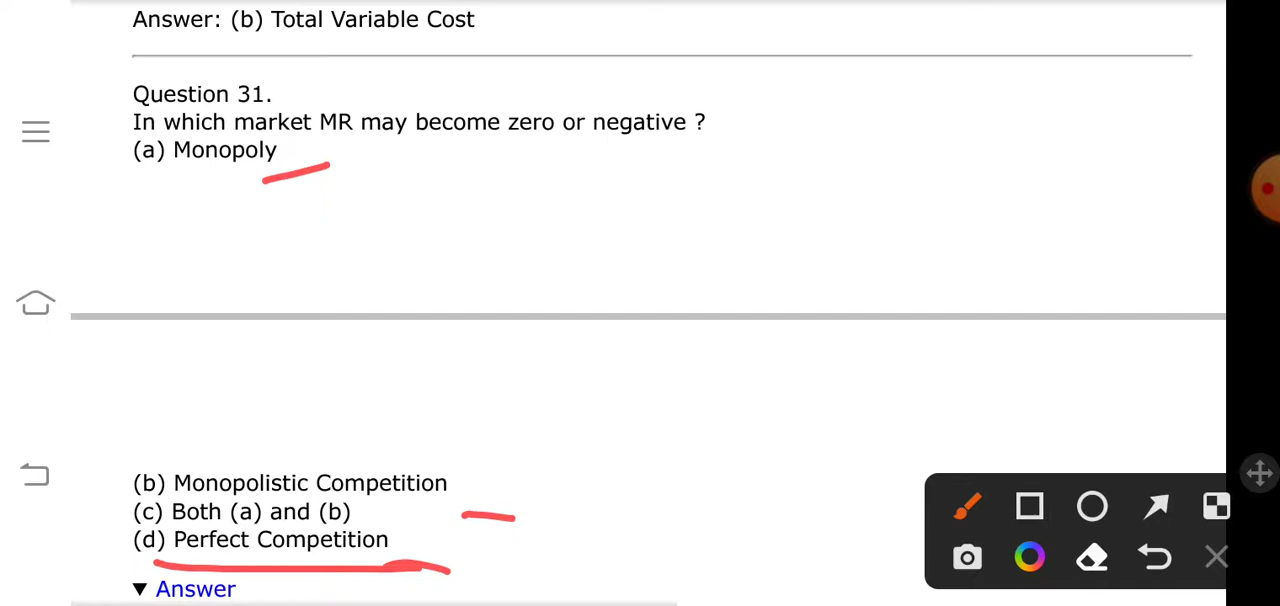 Answer: (b) Total Variable Cost
Question 31.
In which market MR may become zero or negative ?
(a) Monopoly
(b) Monopolistic Competition
(c) Both (a) and (b)
(d) Perfect Competition
▼ Answer